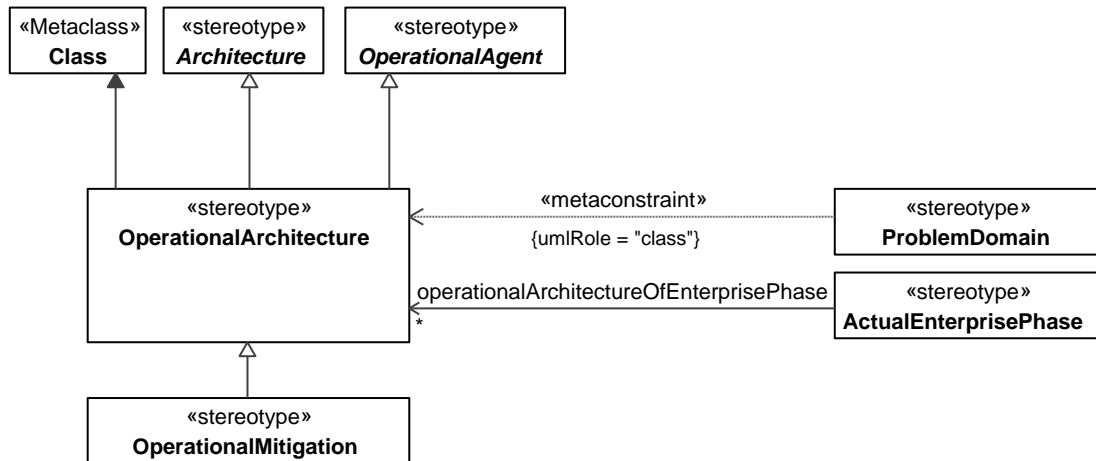 «Metaclass»
Class
«stereotype»
Architecture
«stereotype»
OperationalAgent
«stereotype»
OperationalArchitecture
«metaconstraint»
{umlRole = "class"}
«stereotype»
ProblemDomain
operationalArchitectureOfEnterprisePhase
*
«stereotype»
ActualEnterprisePhase
«stereotype»
OperationalMitigation